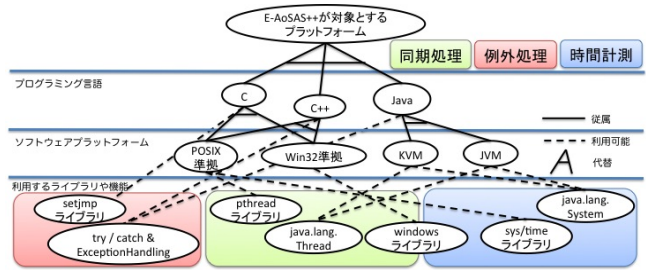 E-AoSAS++が対象とする
プラットフォーム
同期処理
例外処理
時間計測
プログラミング言語
C
C++
Java
従属
ソフトウェアプラットフォーム
利用可能
POSIX
準拠
Win32準拠
KVM
JVM
A
代替
利用するライブラリや機能
setjmp
ライブラリ
pthread
ライブラリ
java.lang.
System
try / catch &
ExceptionHandling
java.lang.
Thread
windows
ライブラリ
sys/time
ライブラリ